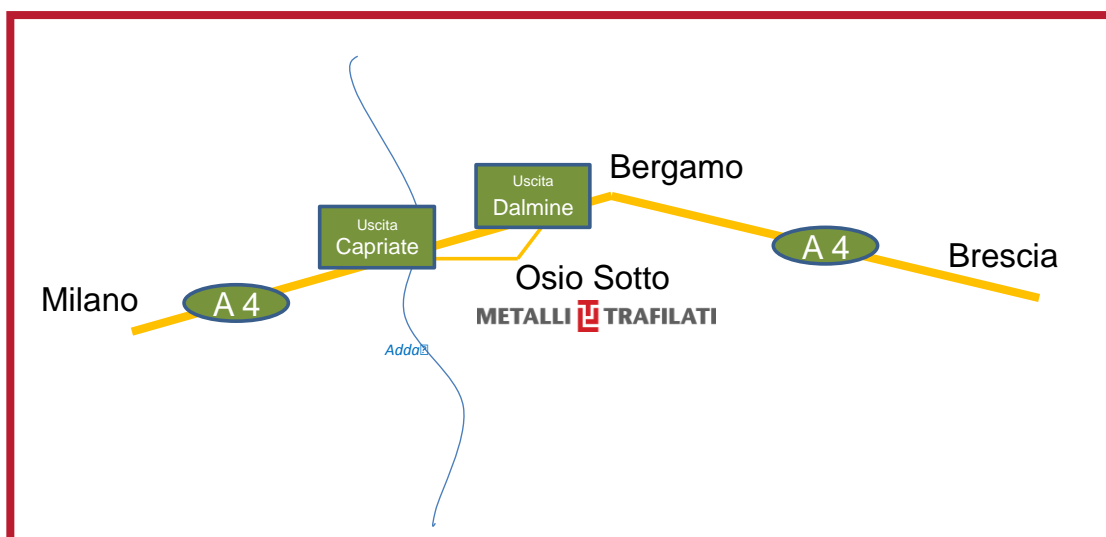 Bergamo
Uscita
Dalmine
Uscita
Capriate
A 4
Brescia
Osio Sotto
Milano
A 4
METALLI TRAFILATI
Adda